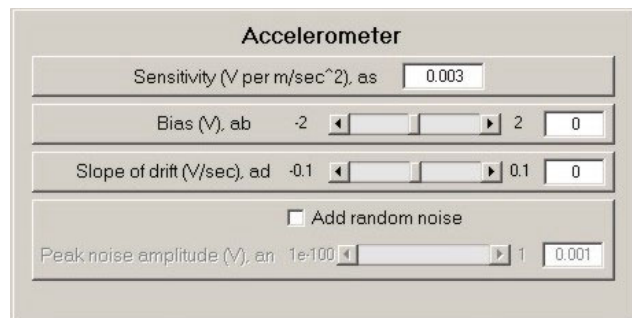 Accelerometer
Sensitivity (V per m/sec^2), as 0.003
Bias (V), ab -2 2 0
Slope of drift (V/sec), ad -0.1 0.1 0
Add random noise
Peak noise amplitude (V), an 1e-100 1 0.001